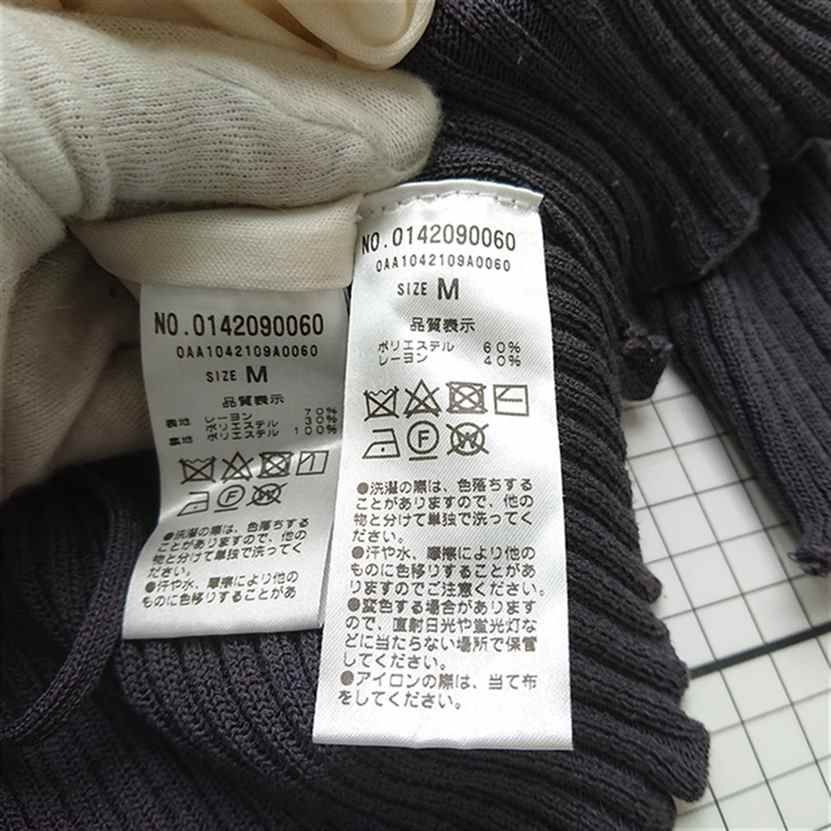 NO.0142090060
0AA1042109A0060
SIZE M
品質表示
表地 レーヨン 70%
ポリエステル 30%
裏地 ポリエステル 100%
F W
●洗濯の際は、色落ちする
ことがありますので、他の
物と分けて単独で洗ってく
ださい。
●汗や水、摩擦により他の
ものに色移りすることがあ
NO.0142090060
0AA1042109A0060
SIZE M
品質表示
ポリエステル 60%
レーヨン 40%
F W
●洗濯の際は、色落ちする
ことがありますので、他の
物と分けて単独で洗ってく
ださい。
●汗や水、摩擦により他の
ものに色移りすることがあ
りますのでご注意ください。
●変色する場合があります
ので、直射日光や蛍光灯な
どに当たらない場所で保管
してください。
●アイロンの際は、当て布
をしてください。